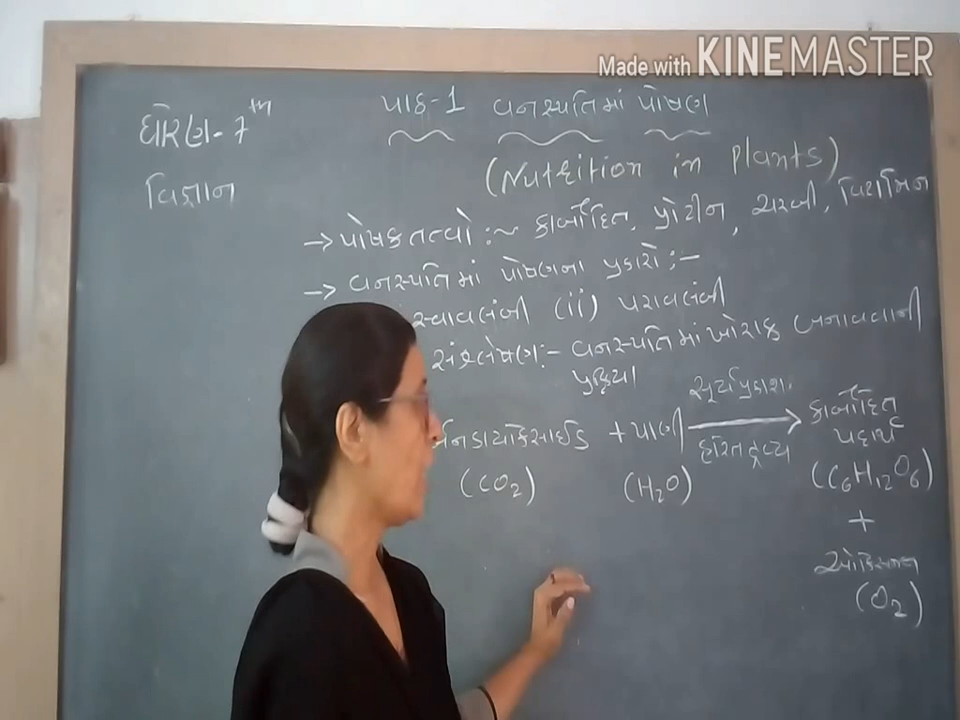 Made with KINEMASTER
ધોરણ-7th
વિજ્ઞાન
પાઠ-1 વનસ્પતિમાં પોષણ
(Nutrition in plants)
→ પોષકતત્વો :~ કાર્બોદિત, પ્રોટીન, ચરબી, વિટામિન
→ વનસ્પતિમાં પોષણના પ્રકારો :-
સ્વાવલંબી (ii) પરાવલંબી
સંશ્લેષણ:- વનસ્પતિમાં ખોરાક બનાવવાની
પ્રક્રિયા
ડાયોક્સાઈડ + પાણી સૂર્યપ્રકાશ → કાર્બોદિત
હરિતદ્રવ્ય પદાર્થ
(CO2) (H2O) (C6H12O6)
+
ઓક્સિજન
(O2)